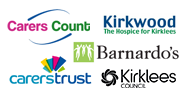 Carers Count
Kirkwood
The Hospice for Kirklees
Barnardo's
carerstrust
Kirklees
COUNCIL